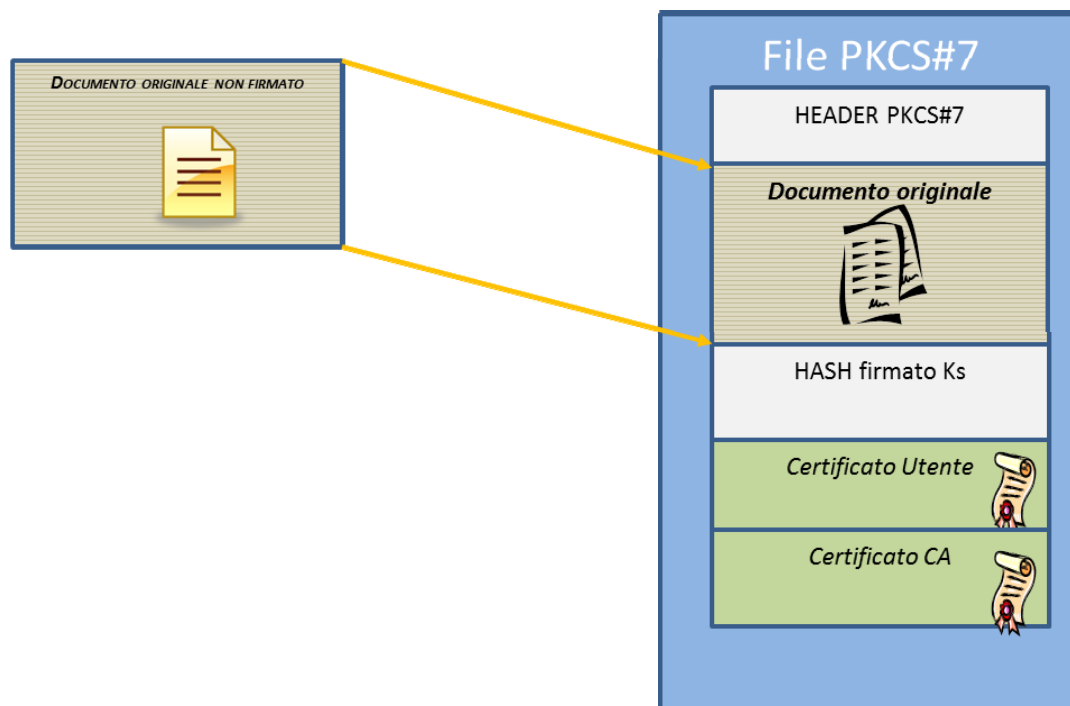 File PKCS#7
DOCUMENTO ORIGINALE NON FIRMATO
HEADER PKCS#7
Documento originale
HASH firmato Ks
Certificato Utente
Certificato CA